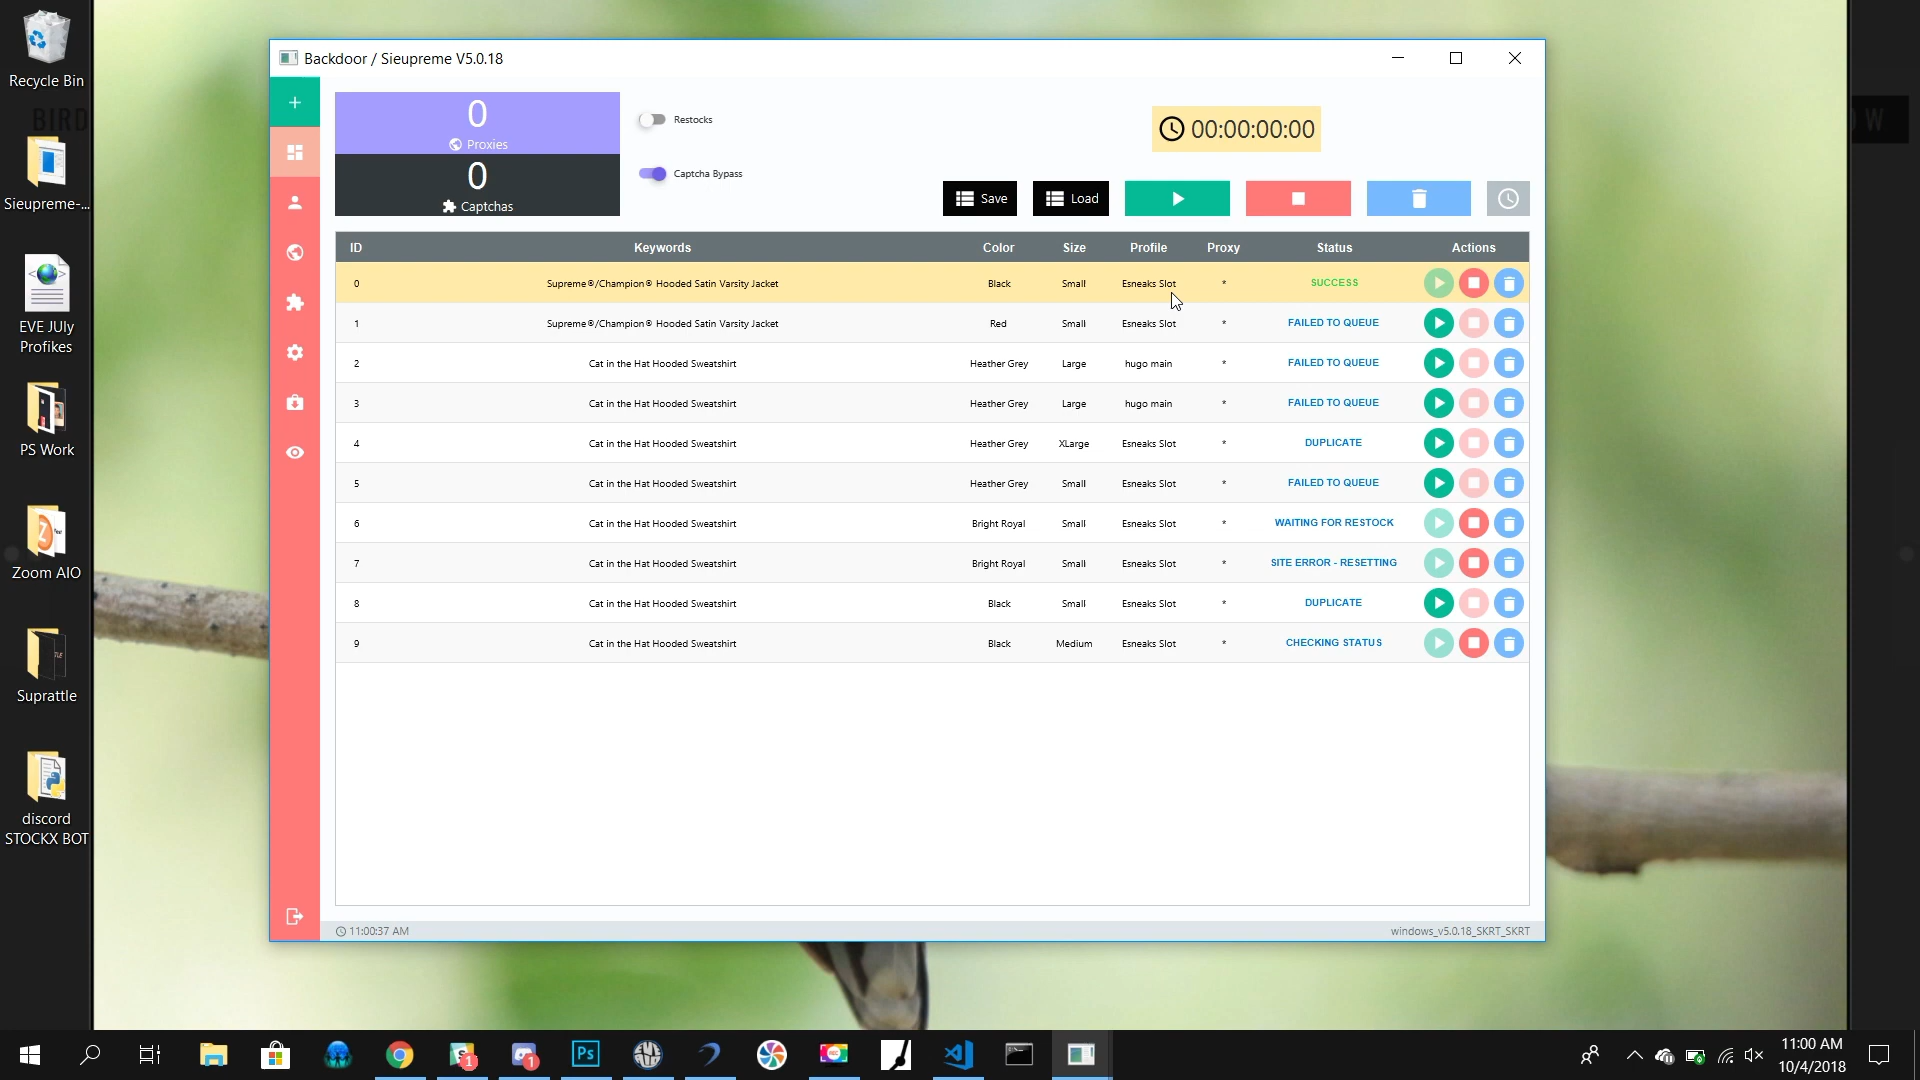 Recycle Bin
BIRD
Sieupreme-...
EVE JUly
Profikes
PS Work
Zoom AIO
Suprattle
discord
STOCKX BOT
Backdoor / Sieupreme V5.0.18
0
Proxies
0
Captchas
Restocks
Captcha Bypass
00:00:00:00
Save Load
ID Keywords Color Size Profile Proxy Status Actions
0 Supreme®/Champion® Hooded Satin Varsity Jacket Black Small Esneaks Slot * SUCCESS
1 Supreme®/Champion® Hooded Satin Varsity Jacket Red Small Esneaks Slot * FAILED TO QUEUE
2 Cat in the Hat Hooded Sweatshirt Heather Grey Large hugo main * FAILED TO QUEUE
3 Cat in the Hat Hooded Sweatshirt Heather Grey Large hugo main * FAILED TO QUEUE
4 Cat in the Hat Hooded Sweatshirt Heather Grey XLarge Esneaks Slot * DUPLICATE
5 Cat in the Hat Hooded Sweatshirt Heather Grey Small Esneaks Slot * FAILED TO QUEUE
6 Cat in the Hat Hooded Sweatshirt Bright Royal Small Esneaks Slot * WAITING FOR RESTOCK
7 Cat in the Hat Hooded Sweatshirt Bright Royal Small Esneaks Slot * SITE ERROR - RESETTING
8 Cat in the Hat Hooded Sweatshirt Black Small Esneaks Slot * DUPLICATE
9 Cat in the Hat Hooded Sweatshirt Black Medium Esneaks Slot * CHECKING STATUS
11:00:37 AM windows_v5.0.18_SKRT_SKRT
1 1 Ps
11:00 AM
10/4/2018